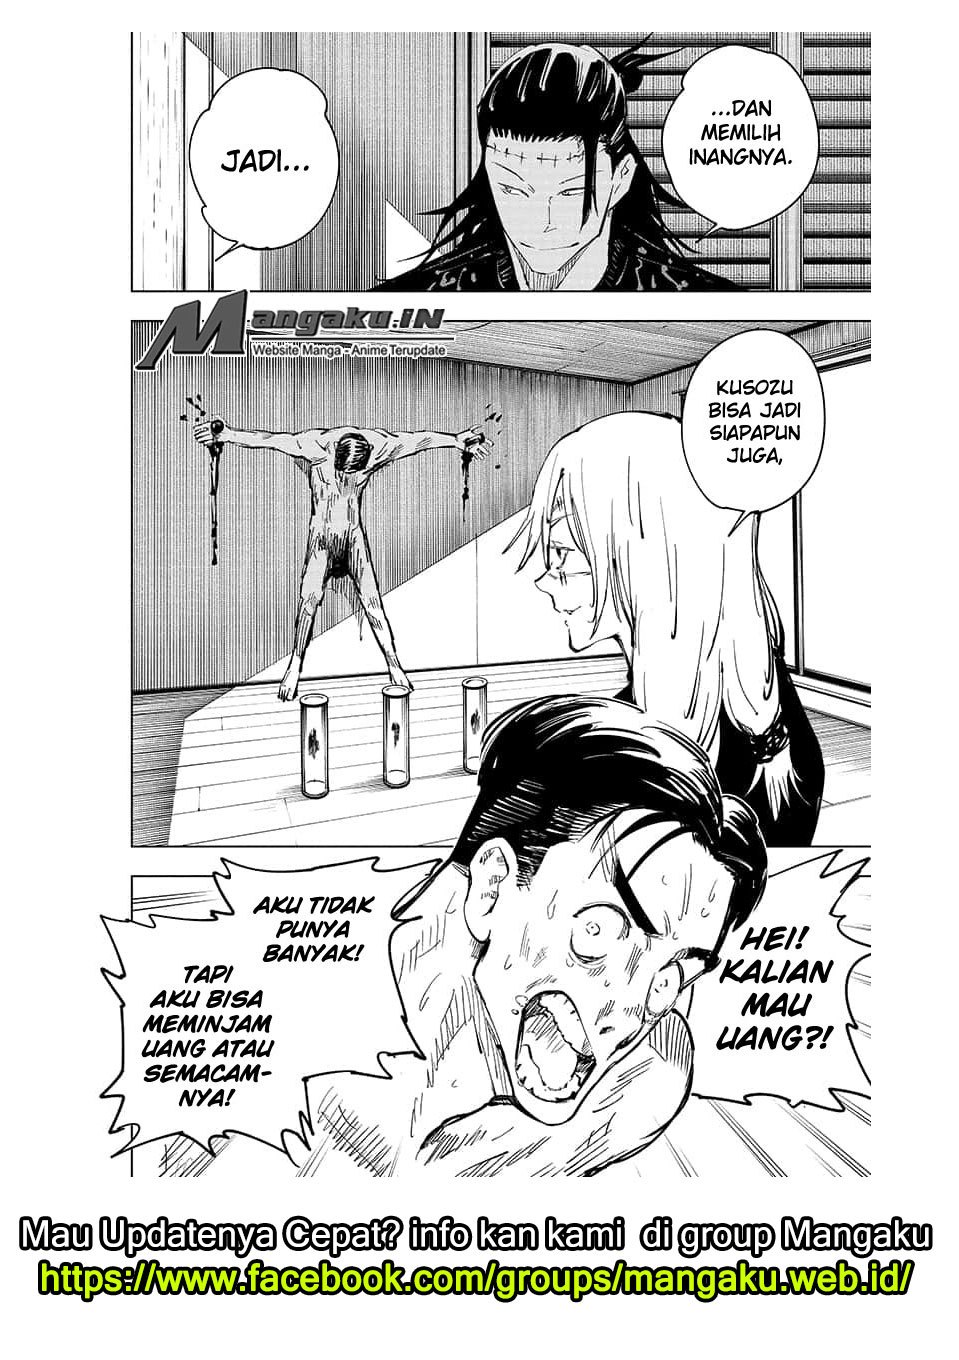 ...DAN
MEMILIH
INANGNYA.
JADI...
Mangaku.iN
Website Manga - Anime Terupdate
KUSOZU
BISA JADI
SIAPAPUN
JUGA,
HEI!
KALIAN
MAU
UANG?!
AKU TIDAK
PUNYA
BANYAK!
TAPI
AKU BISA
MEMINJAM
UANG ATAU
SEMACAM-
NYA!
Mau Updatenya Cepat? info kan kami di group Mangaku
https://www.facebook.com/groups/mangaku.web.id/